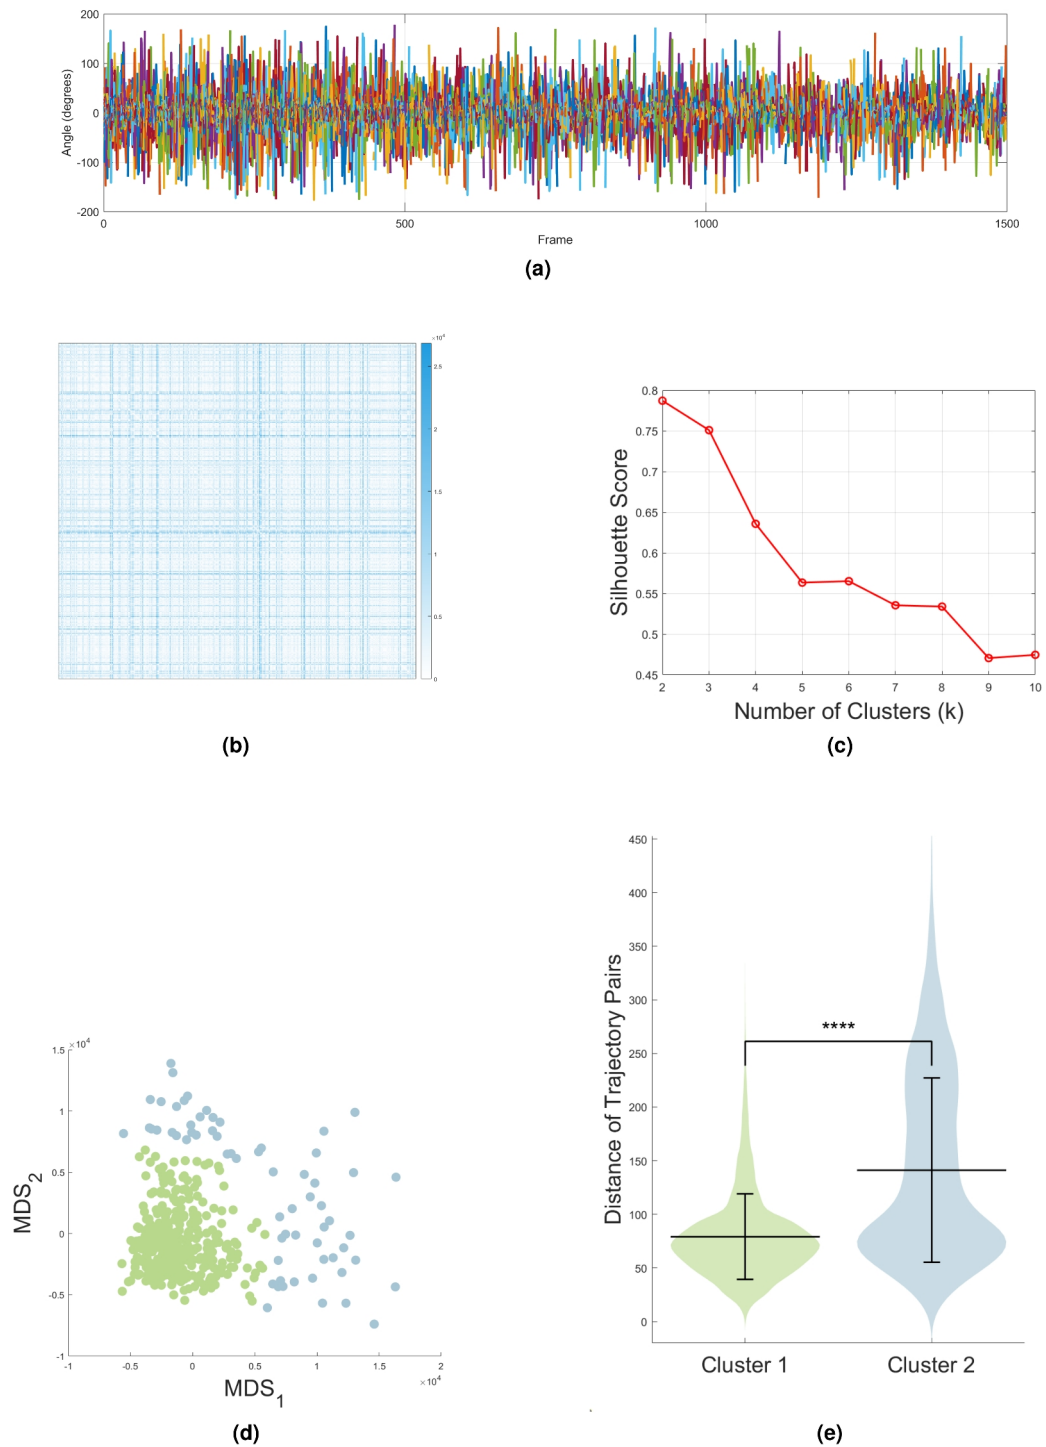 200
100
0
-100
-200
Angle (degrees)
0 500 1000 1500
Frame
(a)
×10⁴
2.5
2
1.5
1
0.5
0
(b)
0.8
0.75
0.7
0.65
0.6
0.55
0.5
0.45
Silhouette Score
2 3 4 5 6 7 8 9 10
Number of Clusters (k)
(c)
×10⁴
1.5
1
0.5
0
-0.5
-1
MDS₂
-1 -0.5 0 0.5 1 1.5 2
×10⁴
MDS₁
(d)
450
400
350
300
250
200
150
100
50
0
Distance of Trajectory Pairs
****
Cluster 1 Cluster 2
(e)